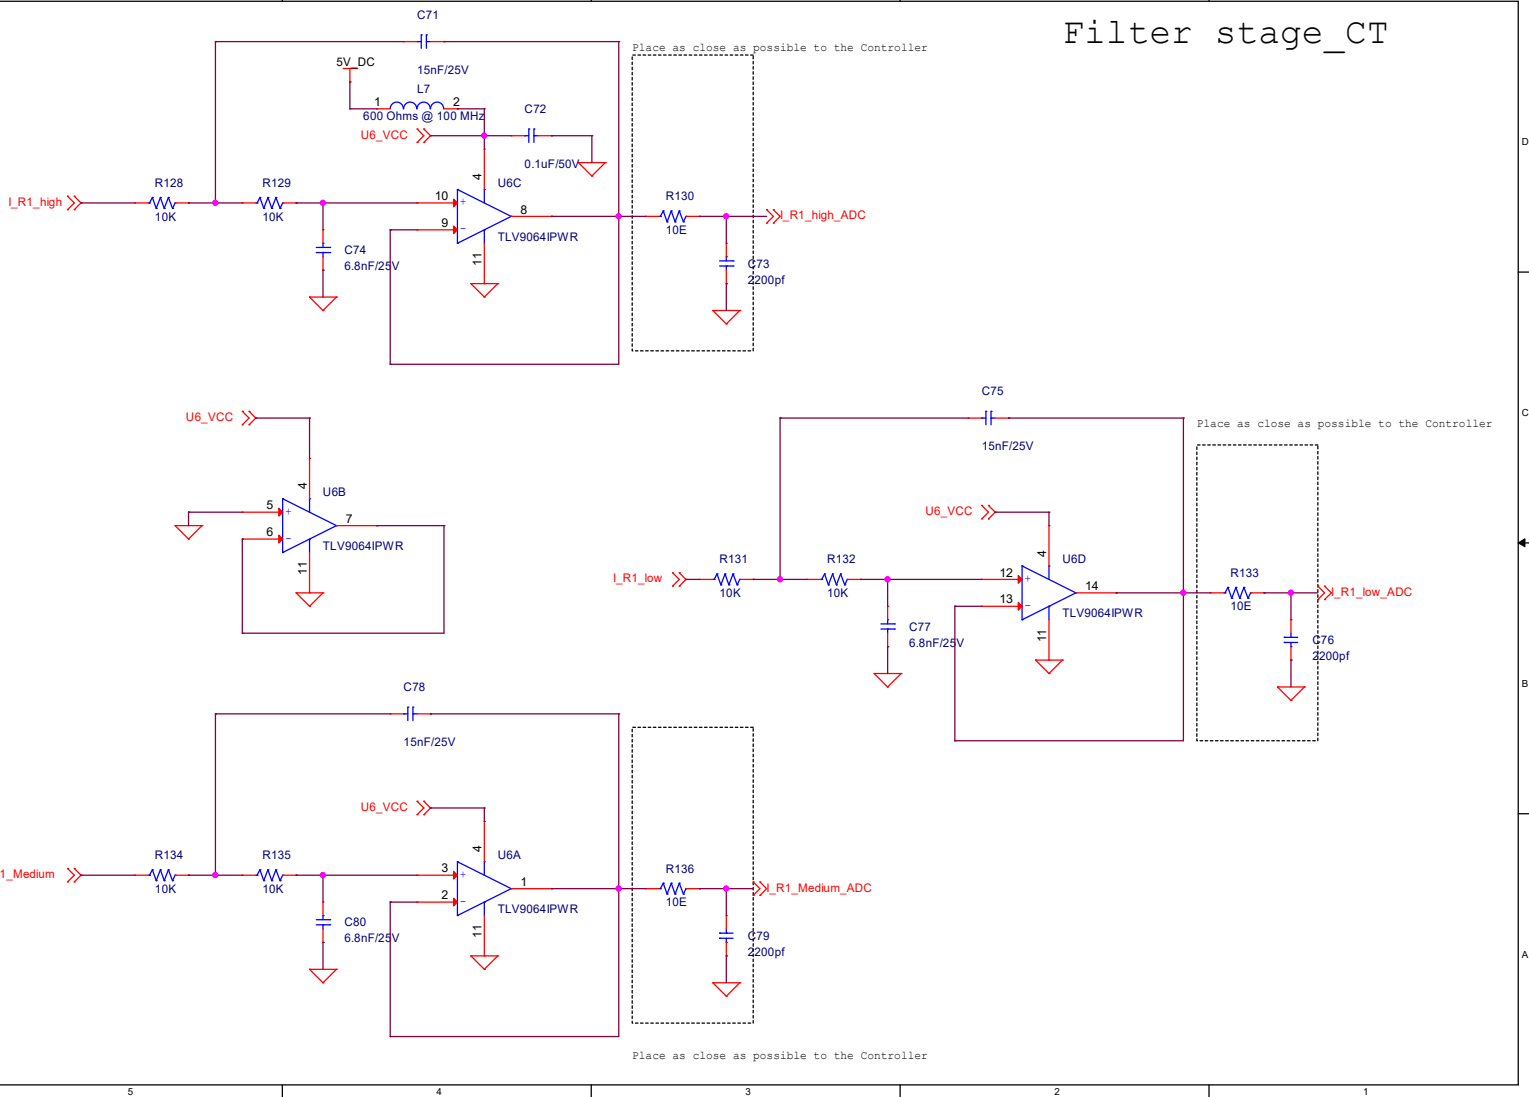 Filter stage_CT
C71
15nF/25V
Place as close as possible to the Controller
5V_DC
L7
1 2
600 Ohms @ 100 MHz
U6_VCC
C72
0.1uF/50V
I_R1_high
R128
10K
R129
10K
C74
6.8nF/25V
4
U6C
10
+
9
-
8
TLV9064IPWR
11
R130
10E
I_R1_high_ADC
C73
2200pf
D
U6_VCC
4
U6B
5
+
6
-
7
TLV9064IPWR
11
C75
15nF/25V
Place as close as possible to the Controller
C
U6_VCC
I_R1_low
R131
10K
R132
10K
C77
6.8nF/25V
4
U6D
12
+
13
-
14
TLV9064IPWR
11
R133
10E
I_R1_low_ADC
C76
2200pf
B
C78
15nF/25V
U6_VCC
1_Medium
R134
10K
R135
10K
C80
6.8nF/25V
4
U6A
3
+
2
-
1
TLV9064IPWR
11
R136
10E
I_R1_Medium_ADC
C79
2200pf
A
Place as close as possible to the Controller
5 4 3 2 1